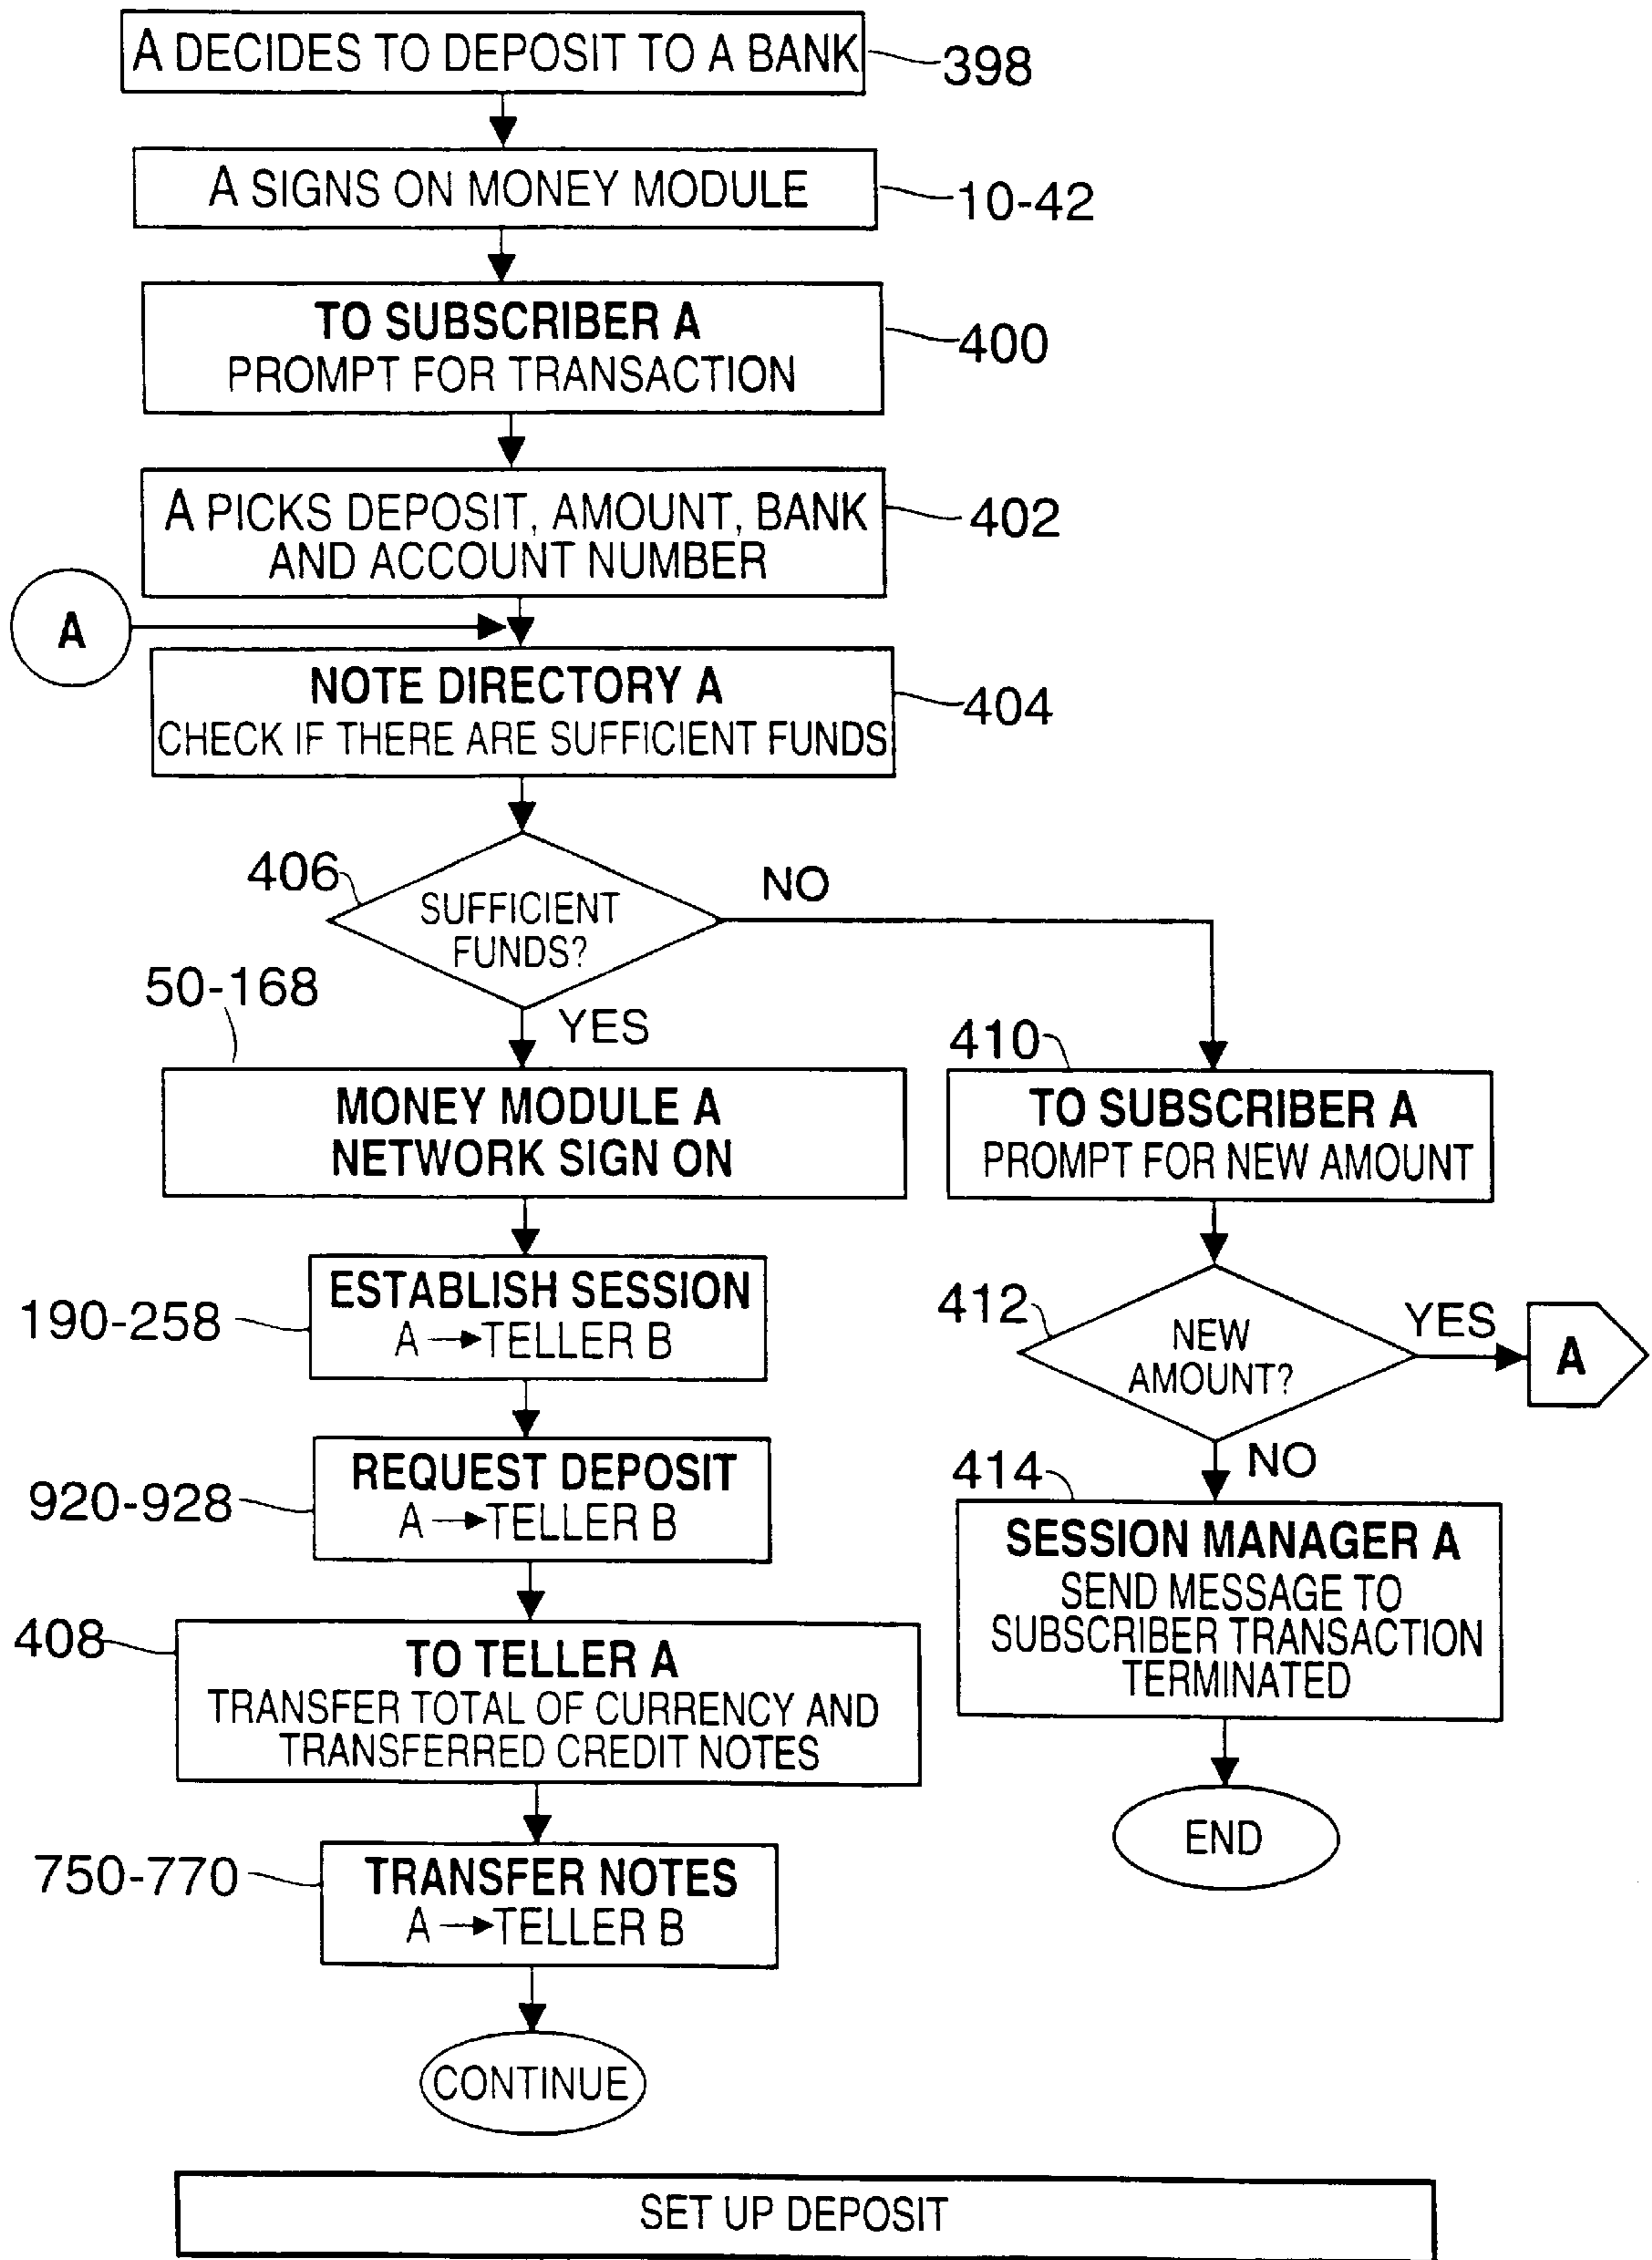 A DECIDES TO DEPOSIT TO A BANK
398
A SIGNS ON MONEY MODULE
10-42
TO SUBSCRIBER A
PROMPT FOR TRANSACTION
400
A PICKS DEPOSIT, AMOUNT, BANK
AND ACCOUNT NUMBER
402
A
NOTE DIRECTORY A
CHECK IF THERE ARE SUFFICIENT FUNDS
404
406
SUFFICIENT
FUNDS?
NO
YES
50-168
MONEY MODULE A
NETWORK SIGN ON
410
TO SUBSCRIBER A
PROMPT FOR NEW AMOUNT
190-258
ESTABLISH SESSION
A → TELLER B
412
NEW
AMOUNT?
YES
A
NO
920-928
REQUEST DEPOSIT
A → TELLER B
414
SESSION MANAGER A
SEND MESSAGE TO
SUBSCRIBER TRANSACTION
TERMINATED
408
TO TELLER A
TRANSFER TOTAL OF CURRENCY AND
TRANSFERRED CREDIT NOTES
END
750-770
TRANSFER NOTES
A → TELLER B
CONTINUE
SET UP DEPOSIT